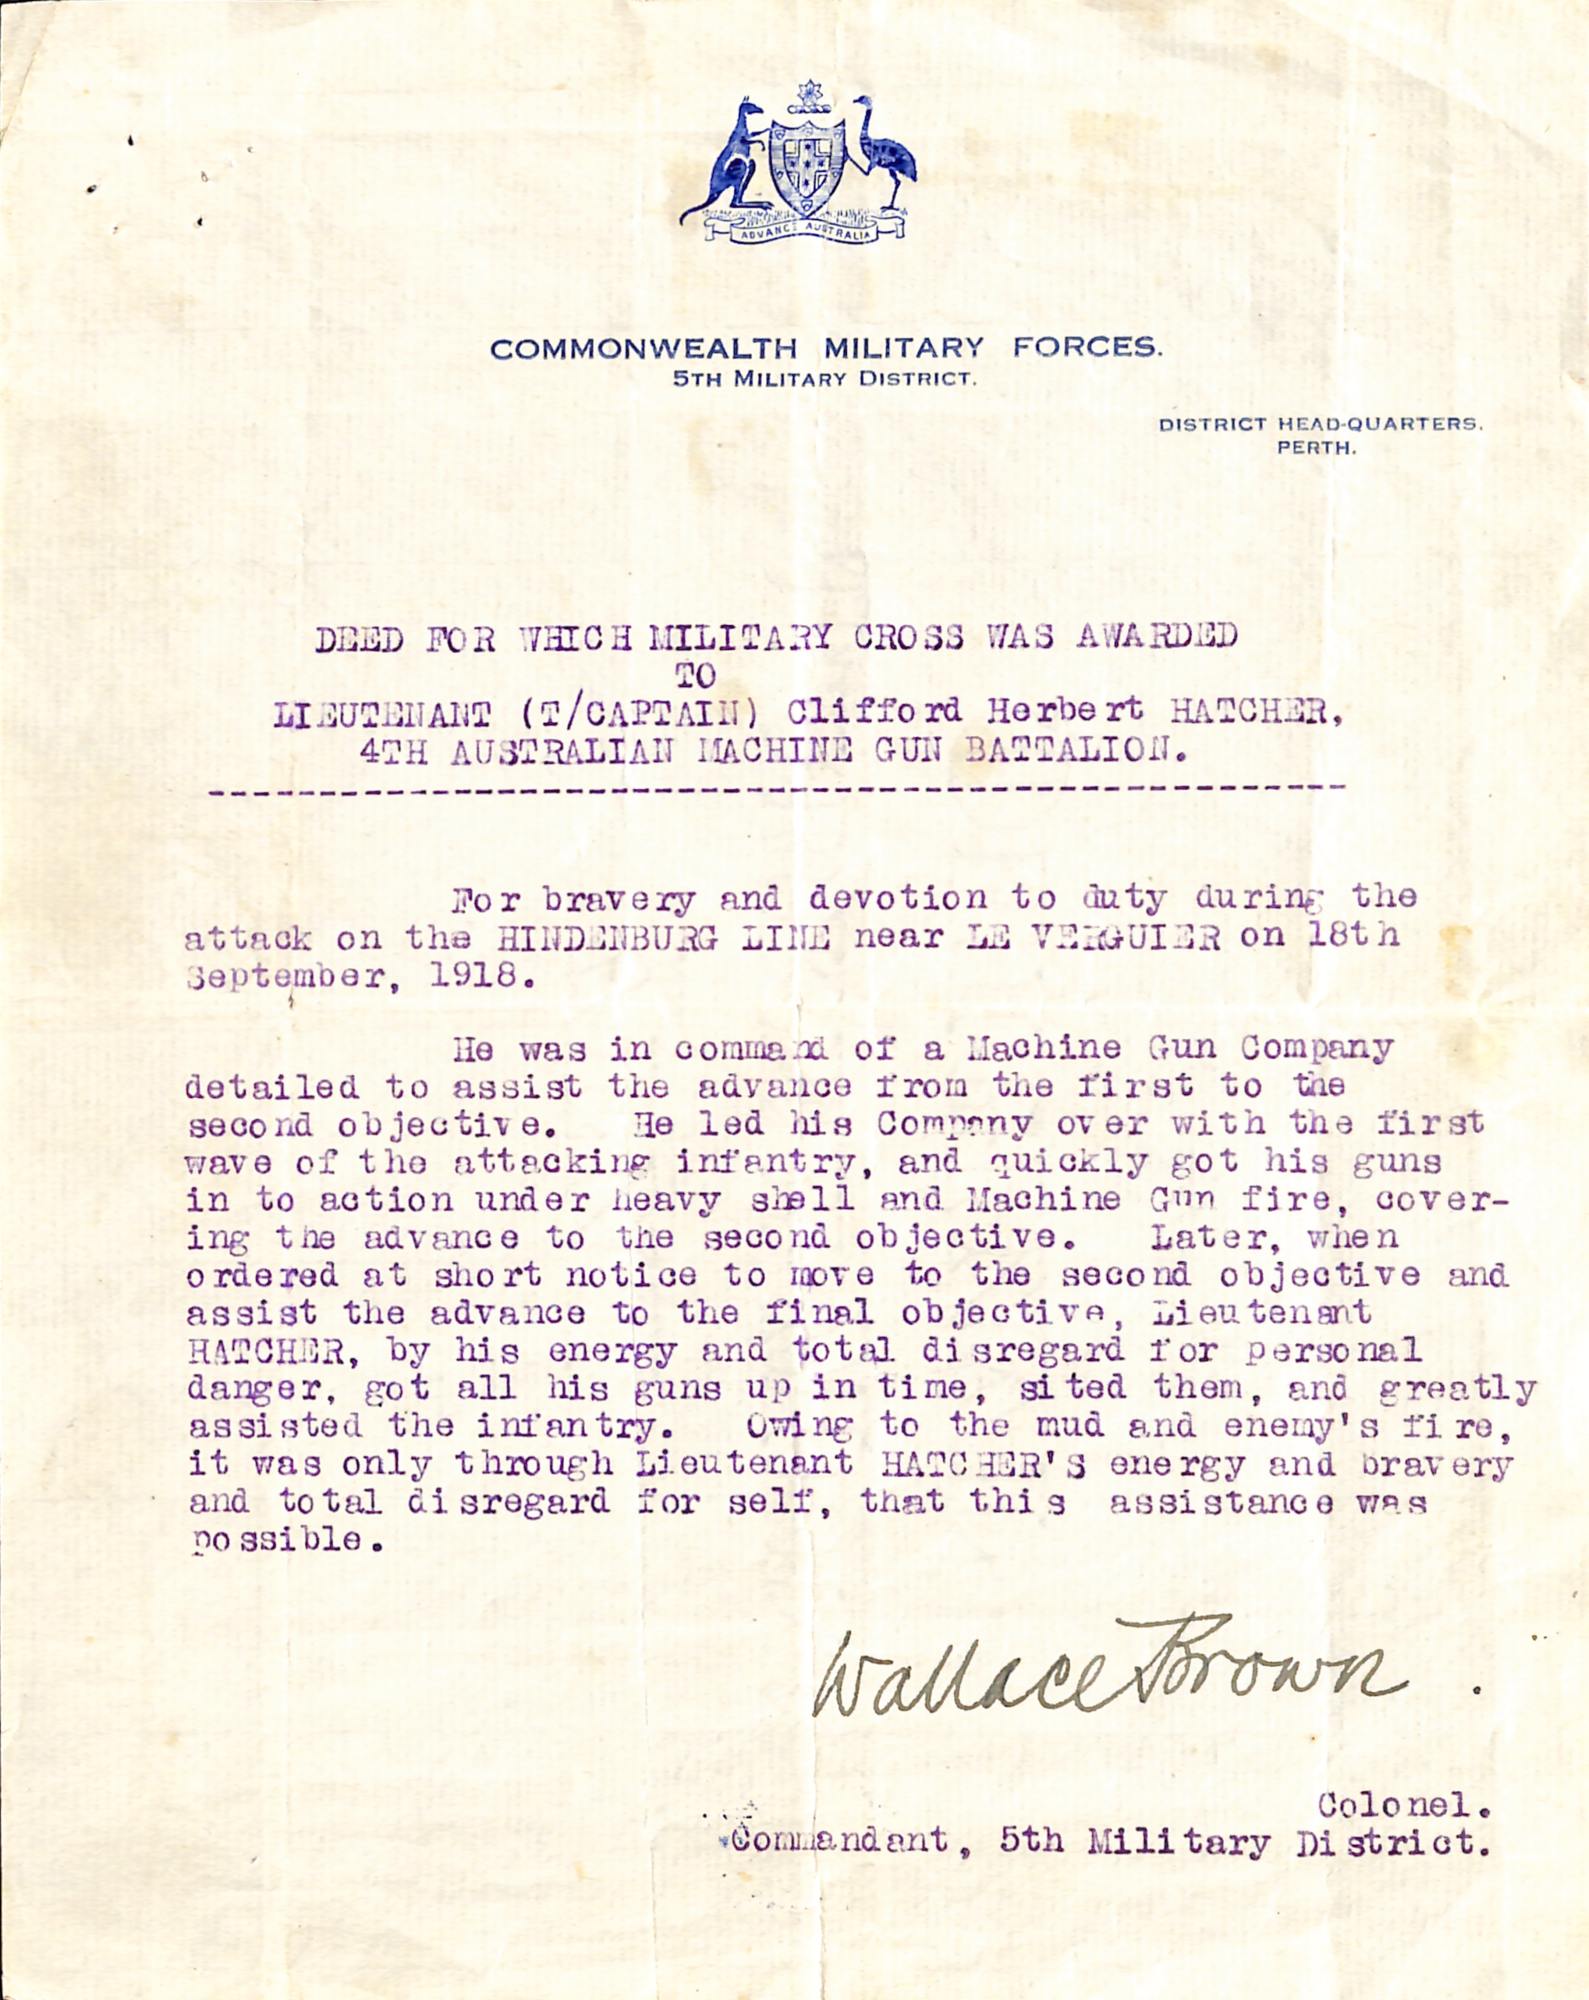 ADVANCE AUSTRALIA
COMMONWEALTH MILITARY FORCES.
5TH MILITARY DISTRICT.
DISTRICT HEAD-QUARTERS.
PERTH.
DEED FOR WHICH MILITARY CROSS WAS AWARDED
TO
LIEUTENANT (T/CAPTAIN) Clifford Herbert HATCHER,
4TH AUSTRALIAN MACHINE GUN BATTALION.
--------------------------------------------------
For bravery and devotion to duty during the
attack on the HINDENBURG LINE near LE VERGUIER on 18th
September, 1918.
He was in command of a Machine Gun Company
detailed to assist the advance from the first to the
second objective. He led his Company over with the first
wave of the attacking infantry, and quickly got his guns
in to action under heavy shell and Machine Gun fire, cover-
ing the advance to the second objective. Later, when
ordered at short notice to move to the second objective and
assist the advance to the final objective, Lieutenant
HATCHER, by his energy and total disregard for personal
danger, got all his guns up in time, sited them, and greatly
assisted the infantry. Owing to the mud and enemy's fire,
it was only through Lieutenant HATCHER'S energy and bravery
and total disregard for self, that this assistance was
possible.
Wallace Brown.
Colonel.
Commandant, 5th Military District.